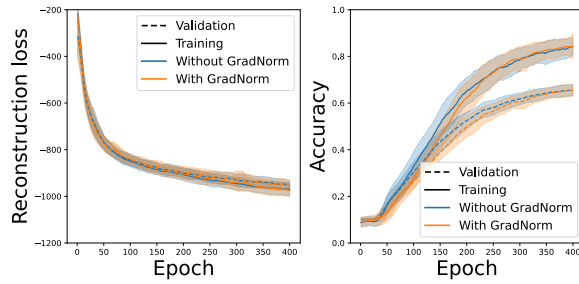 Reconstruction loss
−200
−400
−600
−800
−1000
−1200
0 50 100 150 200 250 300 350 400
Epoch
Validation
Training
Without GradNorm
With GradNorm
Accuracy
1.0
0.8
0.6
0.4
0.2
0.0
0 50 100 150 200 250 300 350 400
Epoch
Validation
Training
Without GradNorm
With GradNorm